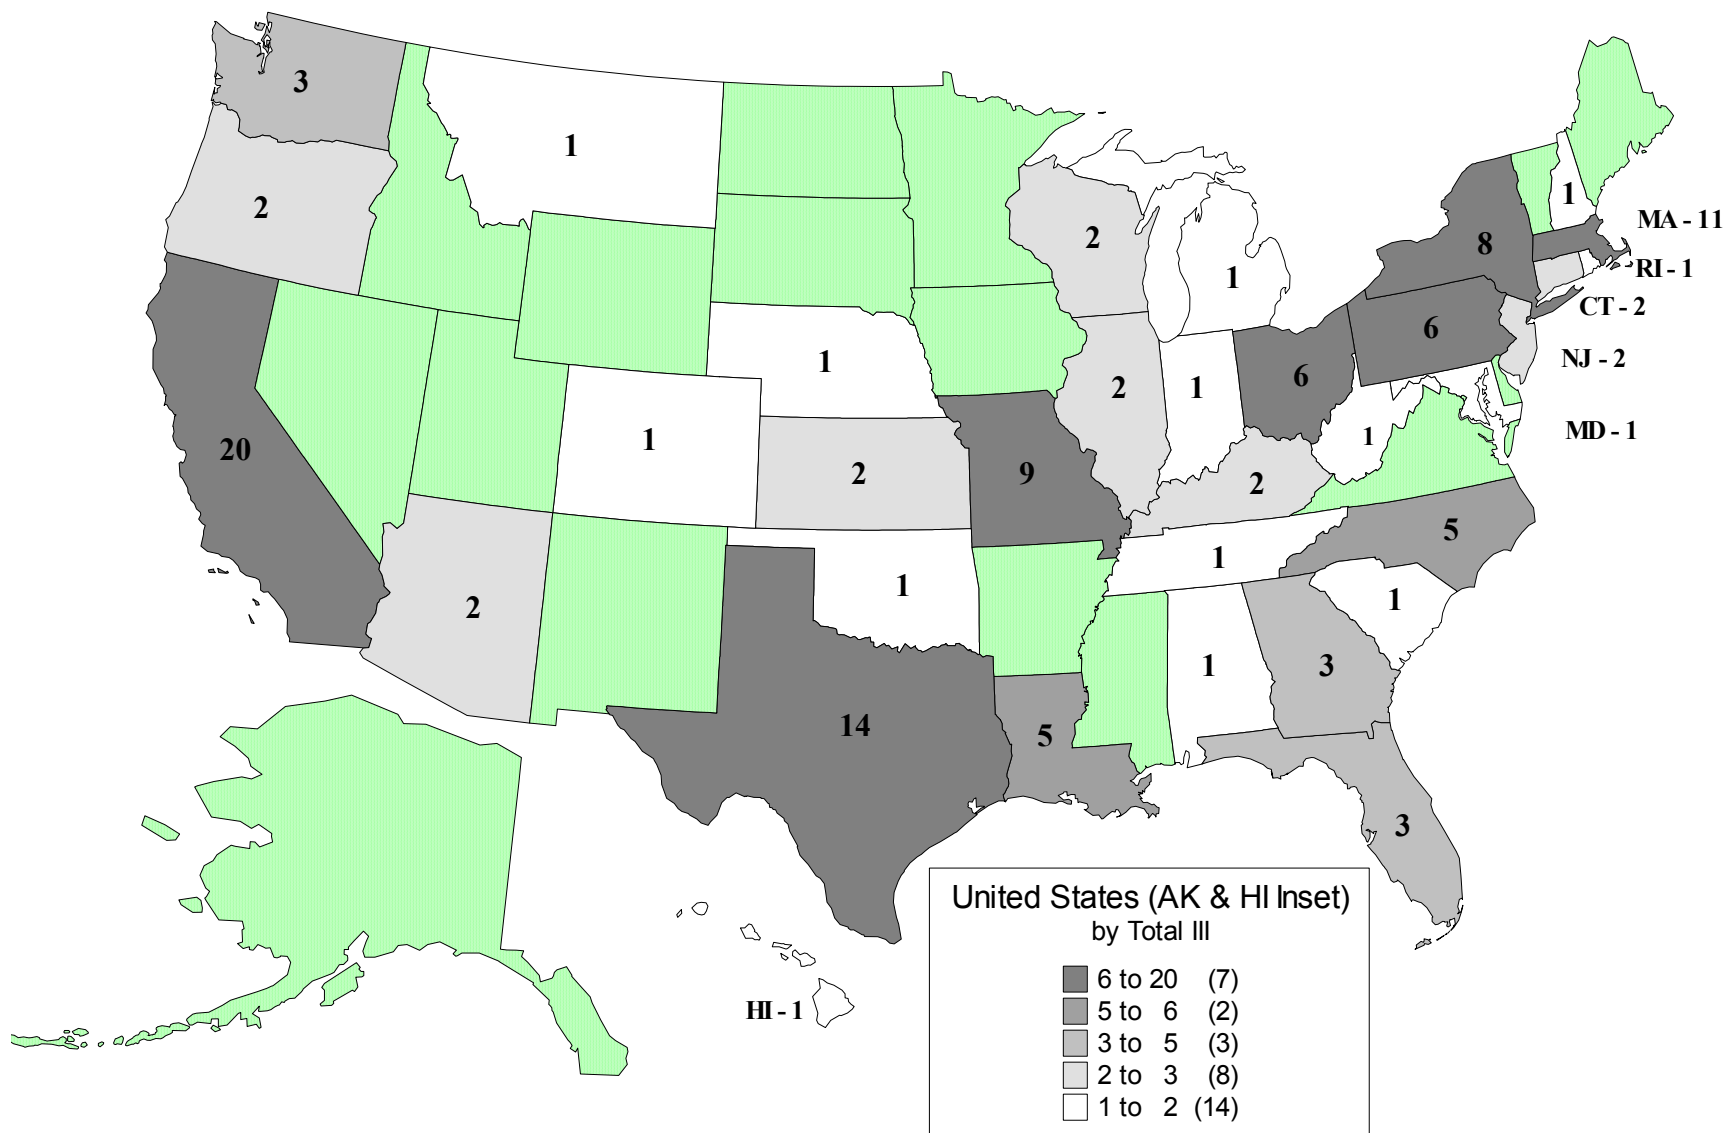 3
1
1
MA - 11
2
2
8
RI - 1
1
CT - 2
6
NJ - 2
1
6
2
1
20
1
1
MD - 1
2
9
2
5
1
1
2
1
1
3
14
5
3
HI - 1
United States (AK & HI Inset)
by Total III
6 to 20 (7)
5 to 6 (2)
3 to 5 (3)
2 to 3 (8)
1 to 2 (14)